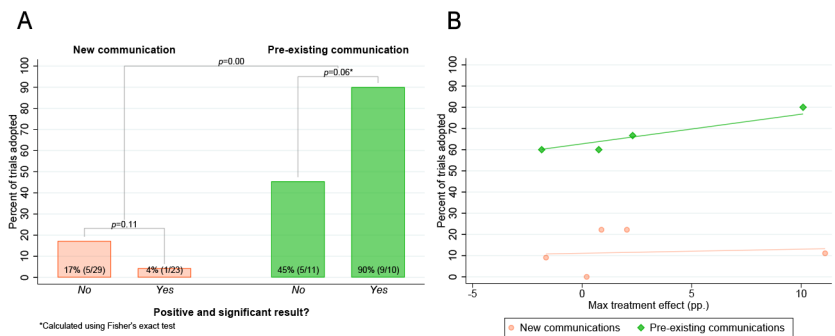 A
New communication
Pre-existing communication
p=0.00
p=0.06*
p=0.11
Percent of trials adopted
100
90
80
70
60
50
40
30
20
10
0
17% (5/29)
4% (1/23)
45% (5/11)
90% (9/10)
No
Yes
No
Yes
Positive and significant result?
*Calculated using Fisher's exact test
B
Percent of trials adopted
100
90
80
70
60
50
40
30
20
10
0
-5
0
5
10
Max treatment effect (pp.)
New communications
Pre-existing communications